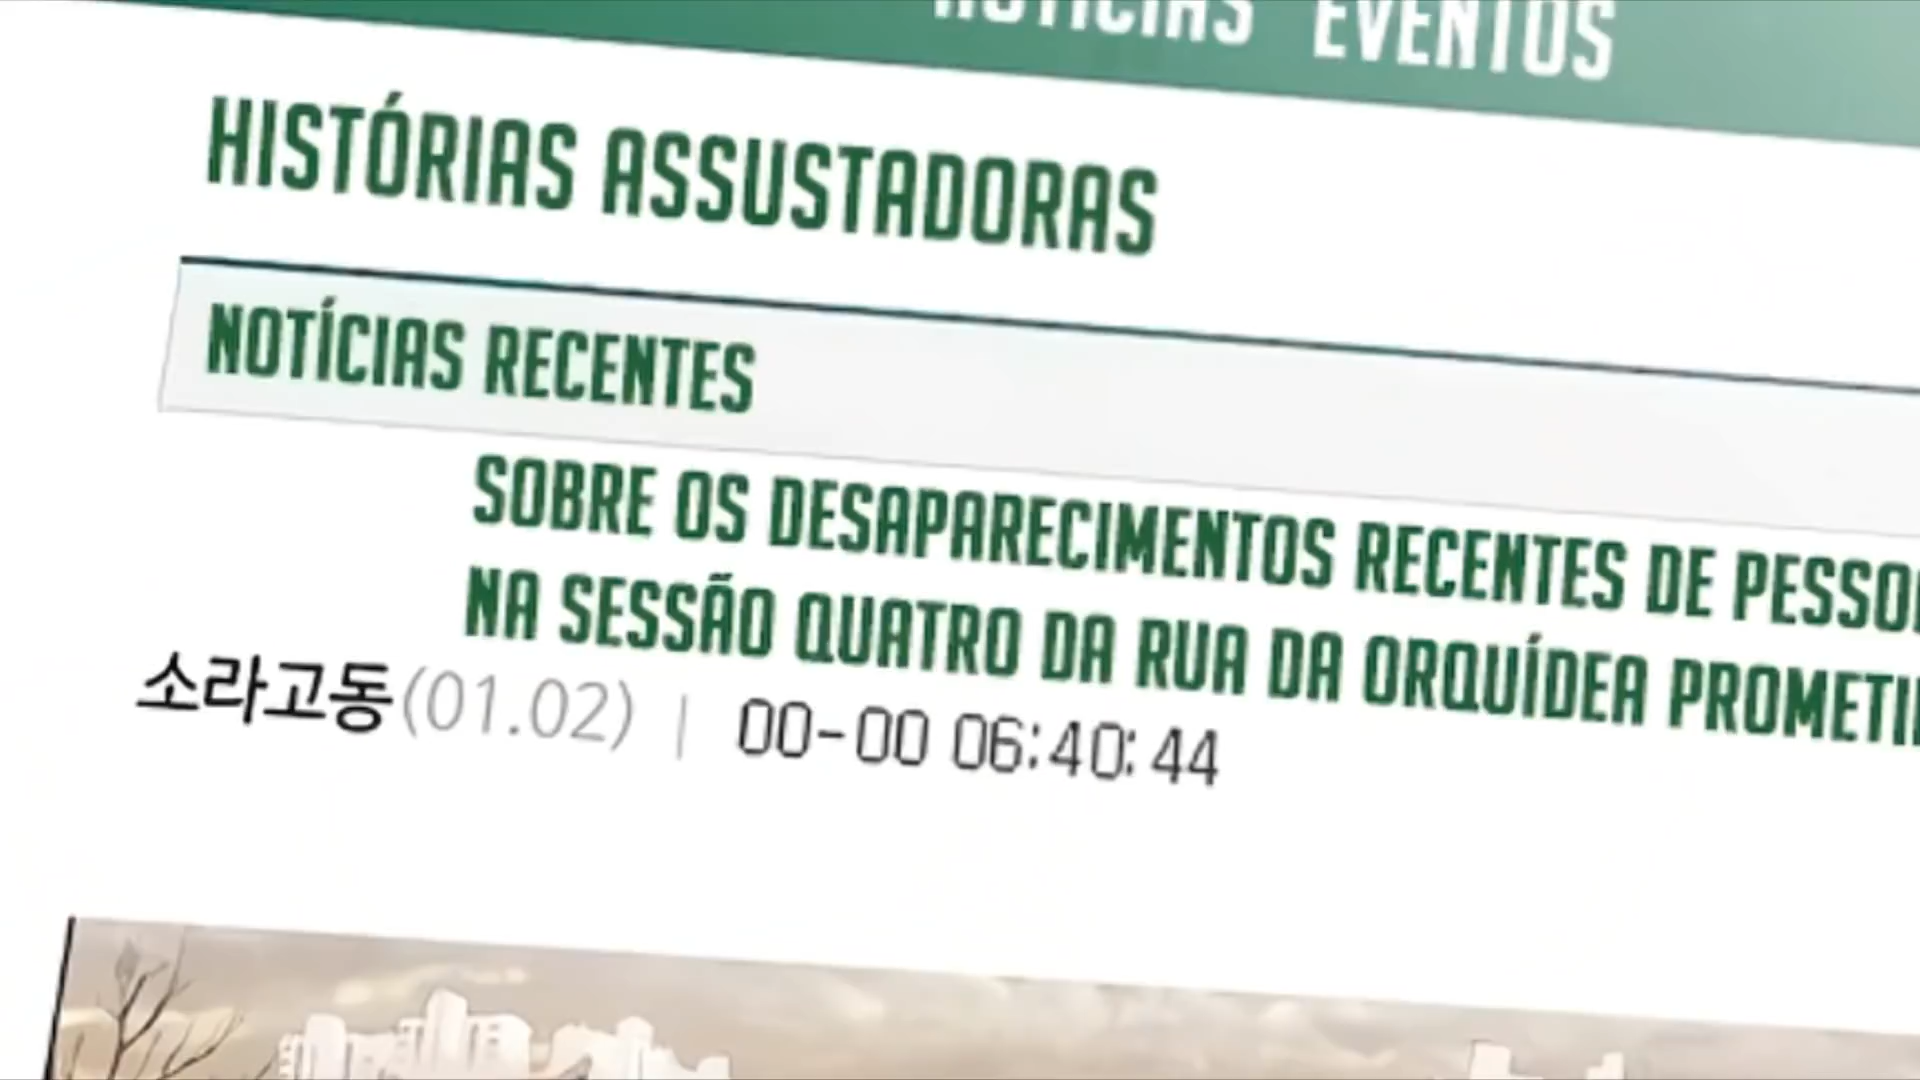 NOTÍCIAS EVENTOS
HISTÓRIAS ASSUSTADORAS
NOTÍCIAS RECENTES
SOBRE OS DESAPARECIMENTOS RECENTES DE
NA SESSÃO QUATRO DA RUA DA ORQUÍDEA
소라고동(01.02) | 00-00 06:40:44